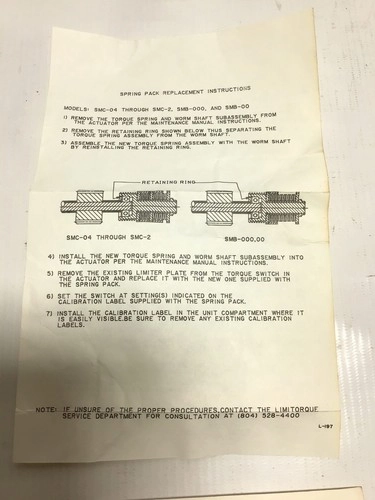 SPRING PACK REPLACEMENT INSTRUCTIONS
MODELS: SMC-04 THROUGH SMC-2, SMB-000, AND SMB-00
1) REMOVE THE TORQUE SPRING AND WORM SHAFT SUBASSEMBLY FROM
THE ACTUATOR PER THE MAINTENANCE MANUAL INSTRUCTIONS.
2) REMOVE THE RETAINING RING SHOWN BELOW THUS SEPARATING THE
TORQUE SPRING ASSEMBLY FROM THE WORM SHAFT.
3) ASSEMBLE THE NEW TORQUE SPRING ASSEMBLY WITH THE WORM SHAFT
BY REINSTALLING THE RETAINING RING.
RETAINING RING
SMC-04 THROUGH SMC-2 SMB-000,00
4) INSTALL THE NEW TORQUE SPRING AND WORM SHAFT SUBASSEMBLY INTO
THE ACTUATOR PER THE MAINTENANCE MANUAL INSTRUCTIONS.
5) REMOVE THE EXISTING LIMITER PLATE FROM THE TORQUE SWITCH IN
THE ACTUATOR AND REPLACE IT WITH THE NEW ONE SUPPLIED WITH
THE SPRING PACK.
6) SET THE SWITCH AT SETTING(S) INDICATED ON THE
CALIBRATION LABEL SUPPLIED WITH THE SPRING PACK.
7) INSTALL THE CALIBRATION LABEL IN THE UNIT COMPARTMENT WHERE IT
IS EASILY VISIBLE.BE SURE TO REMOVE ANY EXISTING CALIBRATION
LABELS.
NOTE: IF UNSURE OF THE PROPER PROCEDURES,CONTACT THE LIMITORQUE
SERVICE DEPARTMENT FOR CONSULTATION AT (804) 528-4400
L-197